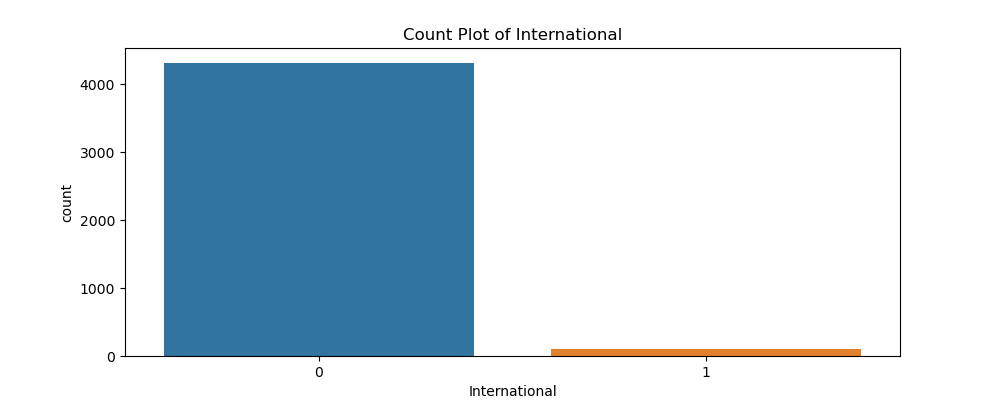 Count Plot of International
4000
3000
2000
1000
0
count
0 1
International